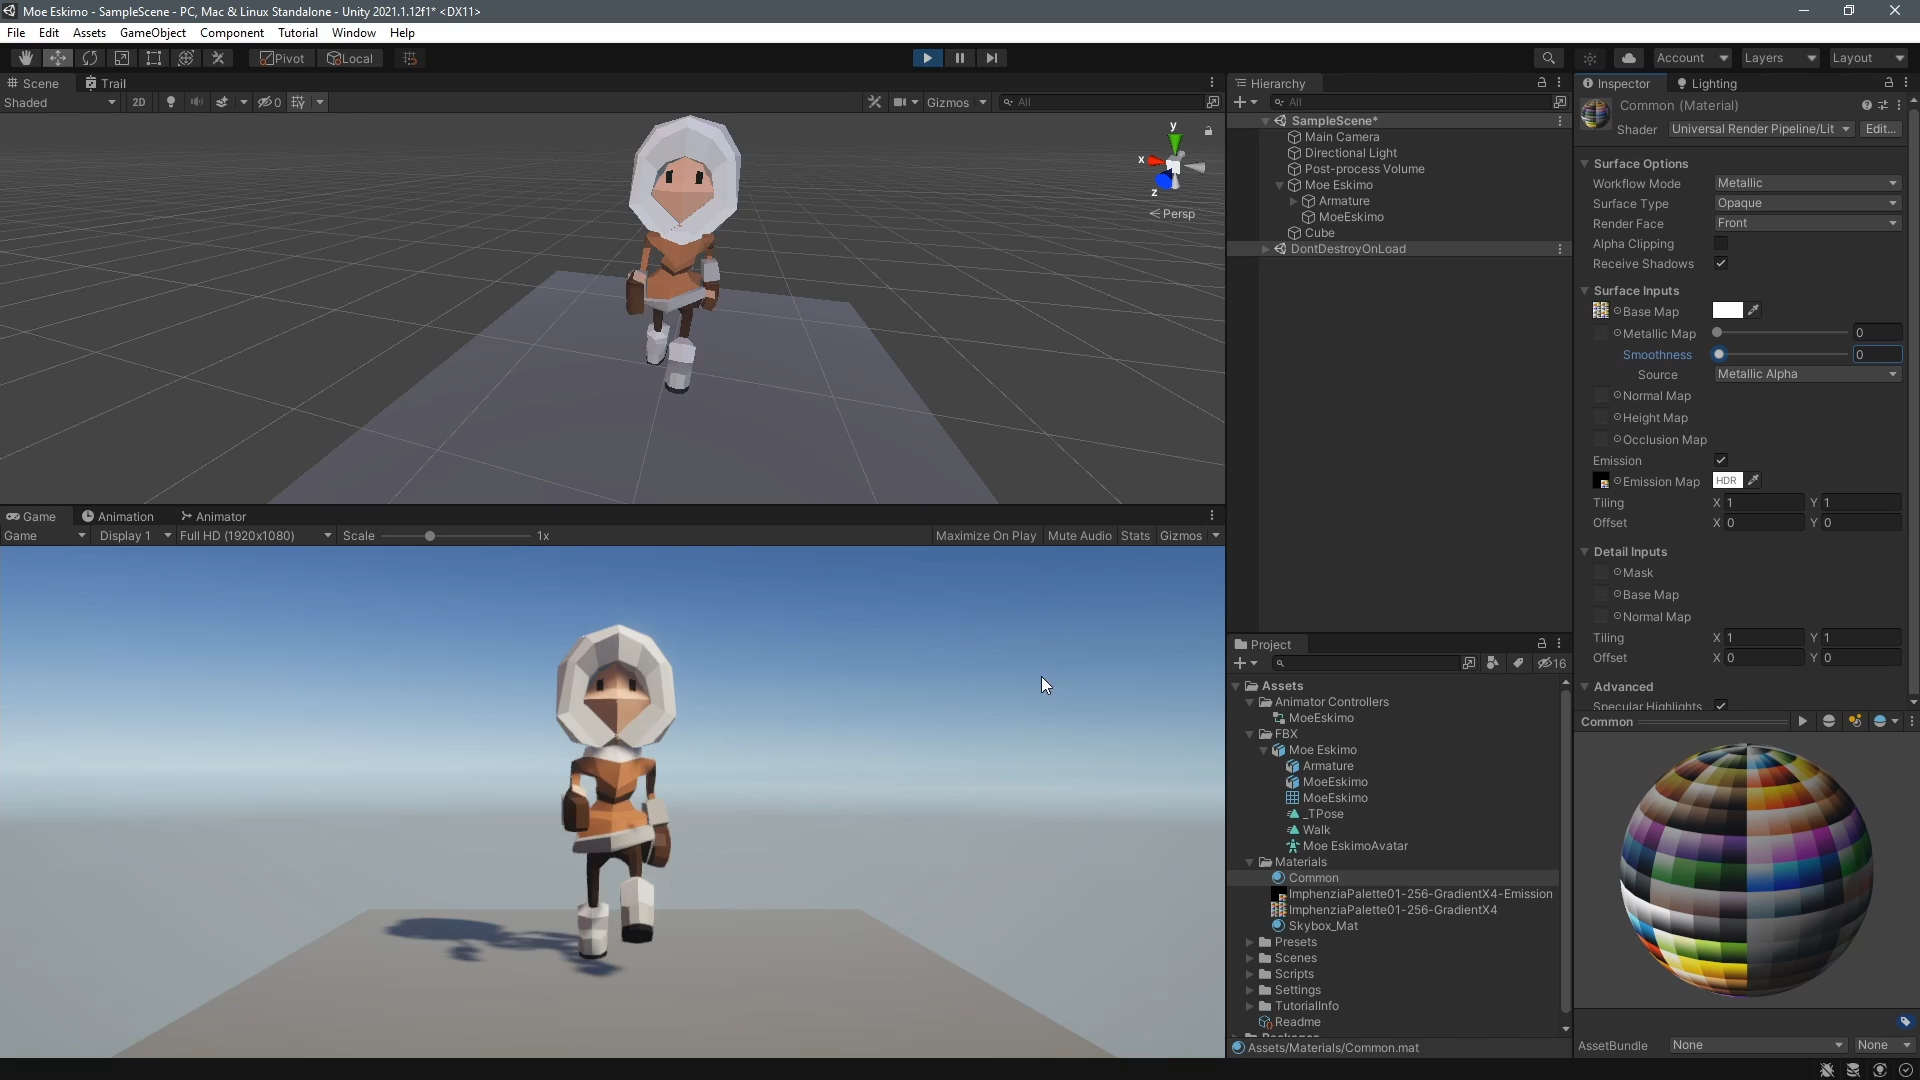 Moe Eskimo - SampleScene - PC, Mac & Linux Standalone - Unity 2021.1.12f1* <DX11>
File Edit Assets GameObject Component Tutorial Window Help
Pivot Local
Account Layers Layout
Scene Trail
Shaded 2D 0 Gizmos All
y
x
z
Persp
Game Animation Animator
Game Display 1 Full HD (1920x1080) Scale 1x Maximize On Play Mute Audio Stats Gizmos
Hierarchy
All
SampleScene*
Main Camera
Directional Light
Post-process Volume
Moe Eskimo
Armature
MoeEskimo
Cube
DontDestroyOnLoad
Project
16
Assets
Animator Controllers
MoeEskimo
FBX
Moe Eskimo
Armature
MoeEskimo
MoeEskimo
_TPose
Walk
Moe EskimoAvatar
Materials
Common
ImphenziaPalette01-256-GradientX4-Emission
ImphenziaPalette01-256-GradientX4
Skybox_Mat
Presets
Scenes
Scripts
Settings
TutorialInfo
Readme
Assets/Materials/Common.mat
Inspector Lighting
Common (Material)
Shader Universal Render Pipeline/Lit Edit...
Surface Options
Workflow Mode Metallic
Surface Type Opaque
Render Face Front
Alpha Clipping
Receive Shadows
Surface Inputs
Base Map
Metallic Map 0
Smoothness 0
Source Metallic Alpha
Normal Map
Height Map
Occlusion Map
Emission
Emission Map HDR
Tiling X 1 Y 1
Offset X 0 Y 0
Detail Inputs
Mask
Base Map
Normal Map
Tiling X 1 Y 1
Offset X 0 Y 0
Advanced
Specular Highlights
Common
AssetBundle None None